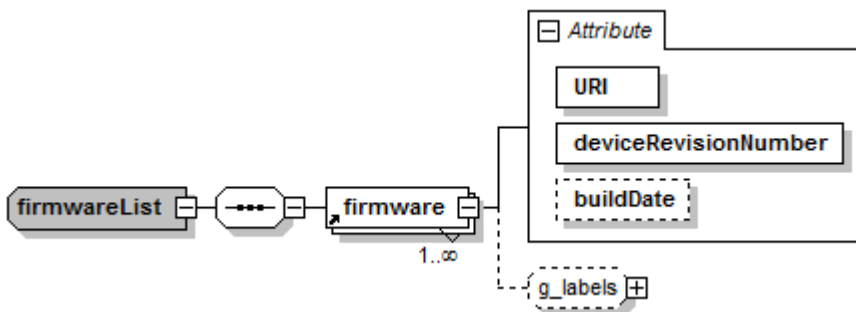 Attribute
URI
deviceRevisionNumber
buildDate
firmwareList
firmware
1..∞
g_labels